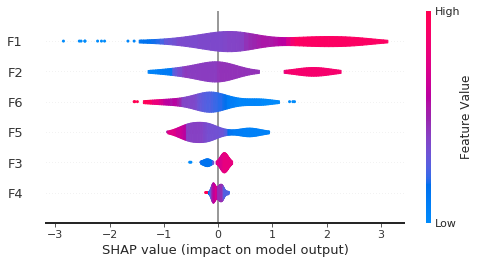 High
F1
F2
F6
F5
F3
F4
Feature Value
Low
−3 −2 −1 0 1 2 3
SHAP value (impact on model output)